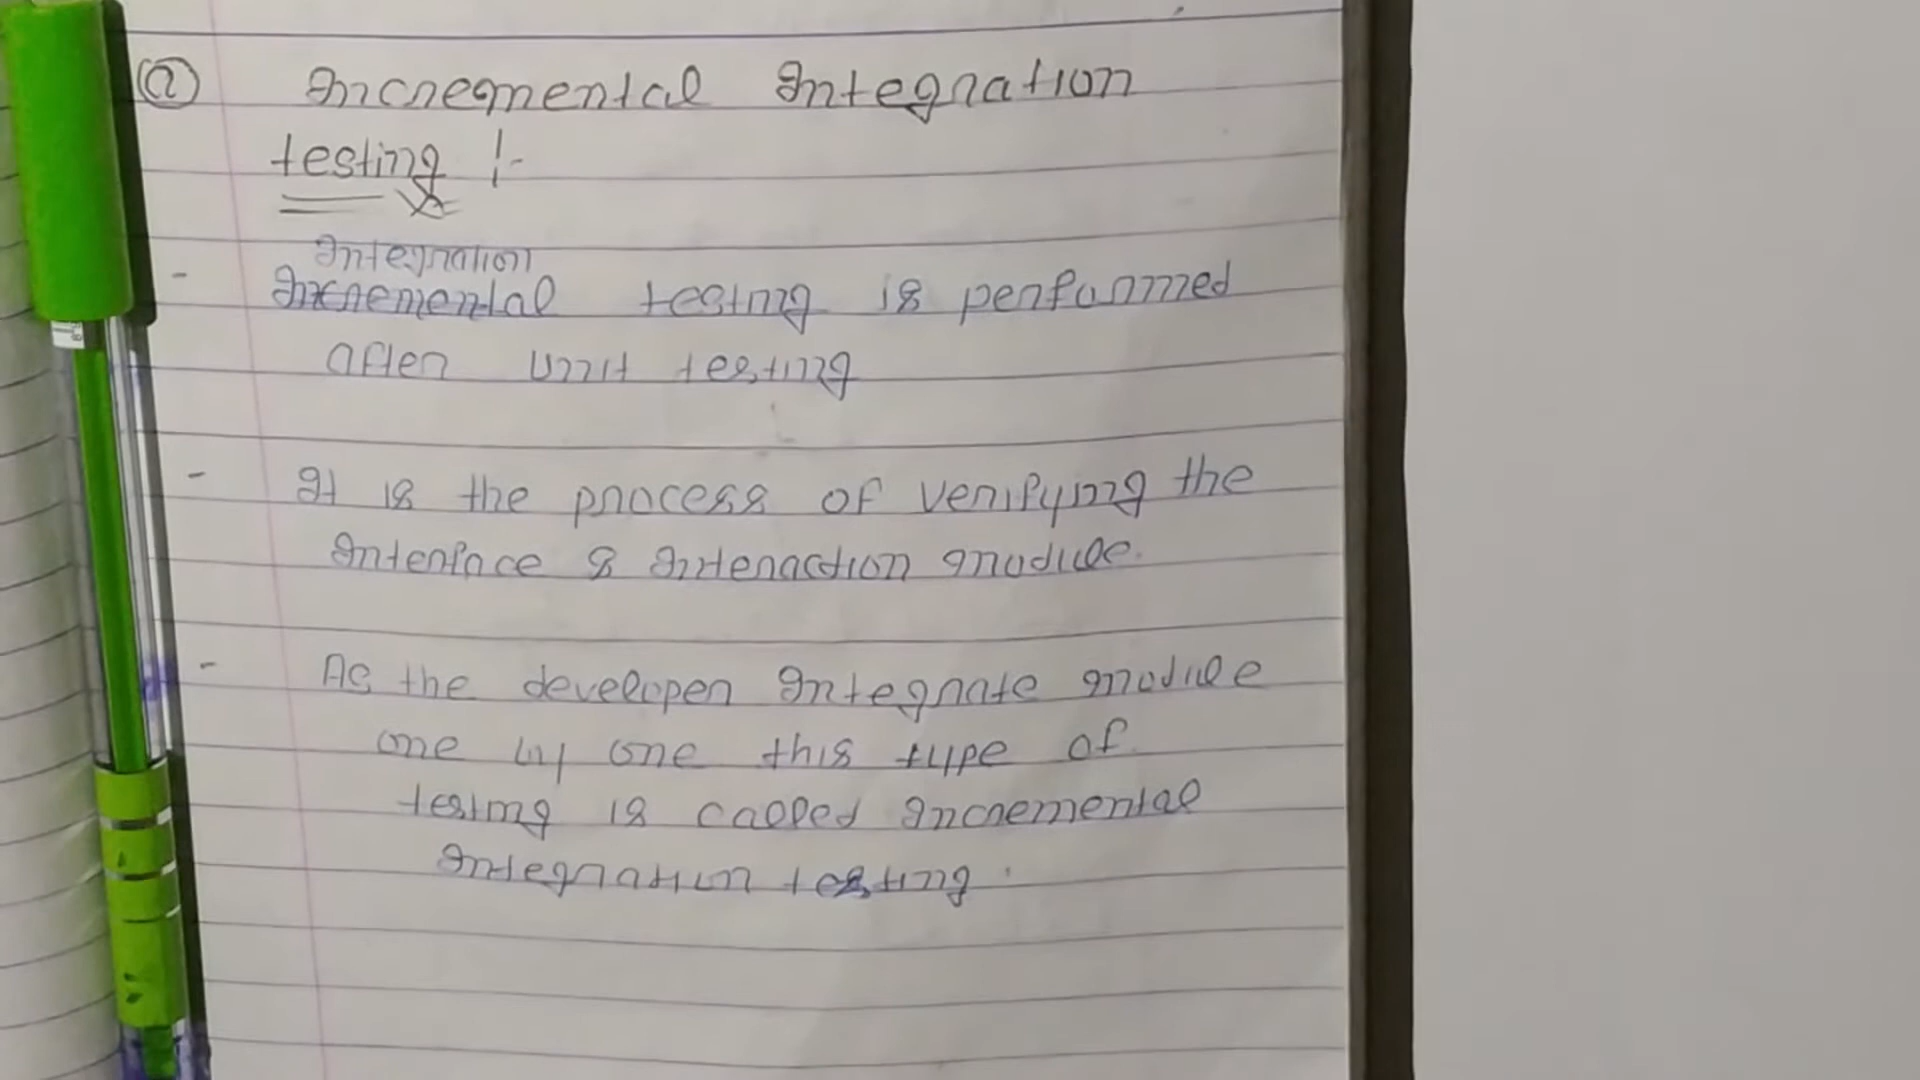 (a) Incremental Integration
testing :-
Integration
- Incremental testing is performed
after unit testing
- It is the process of verifying the
Interface & Interaction module.
- As the developer Integrate module
one by one this type of
testing is called Incremental
Integration testing.